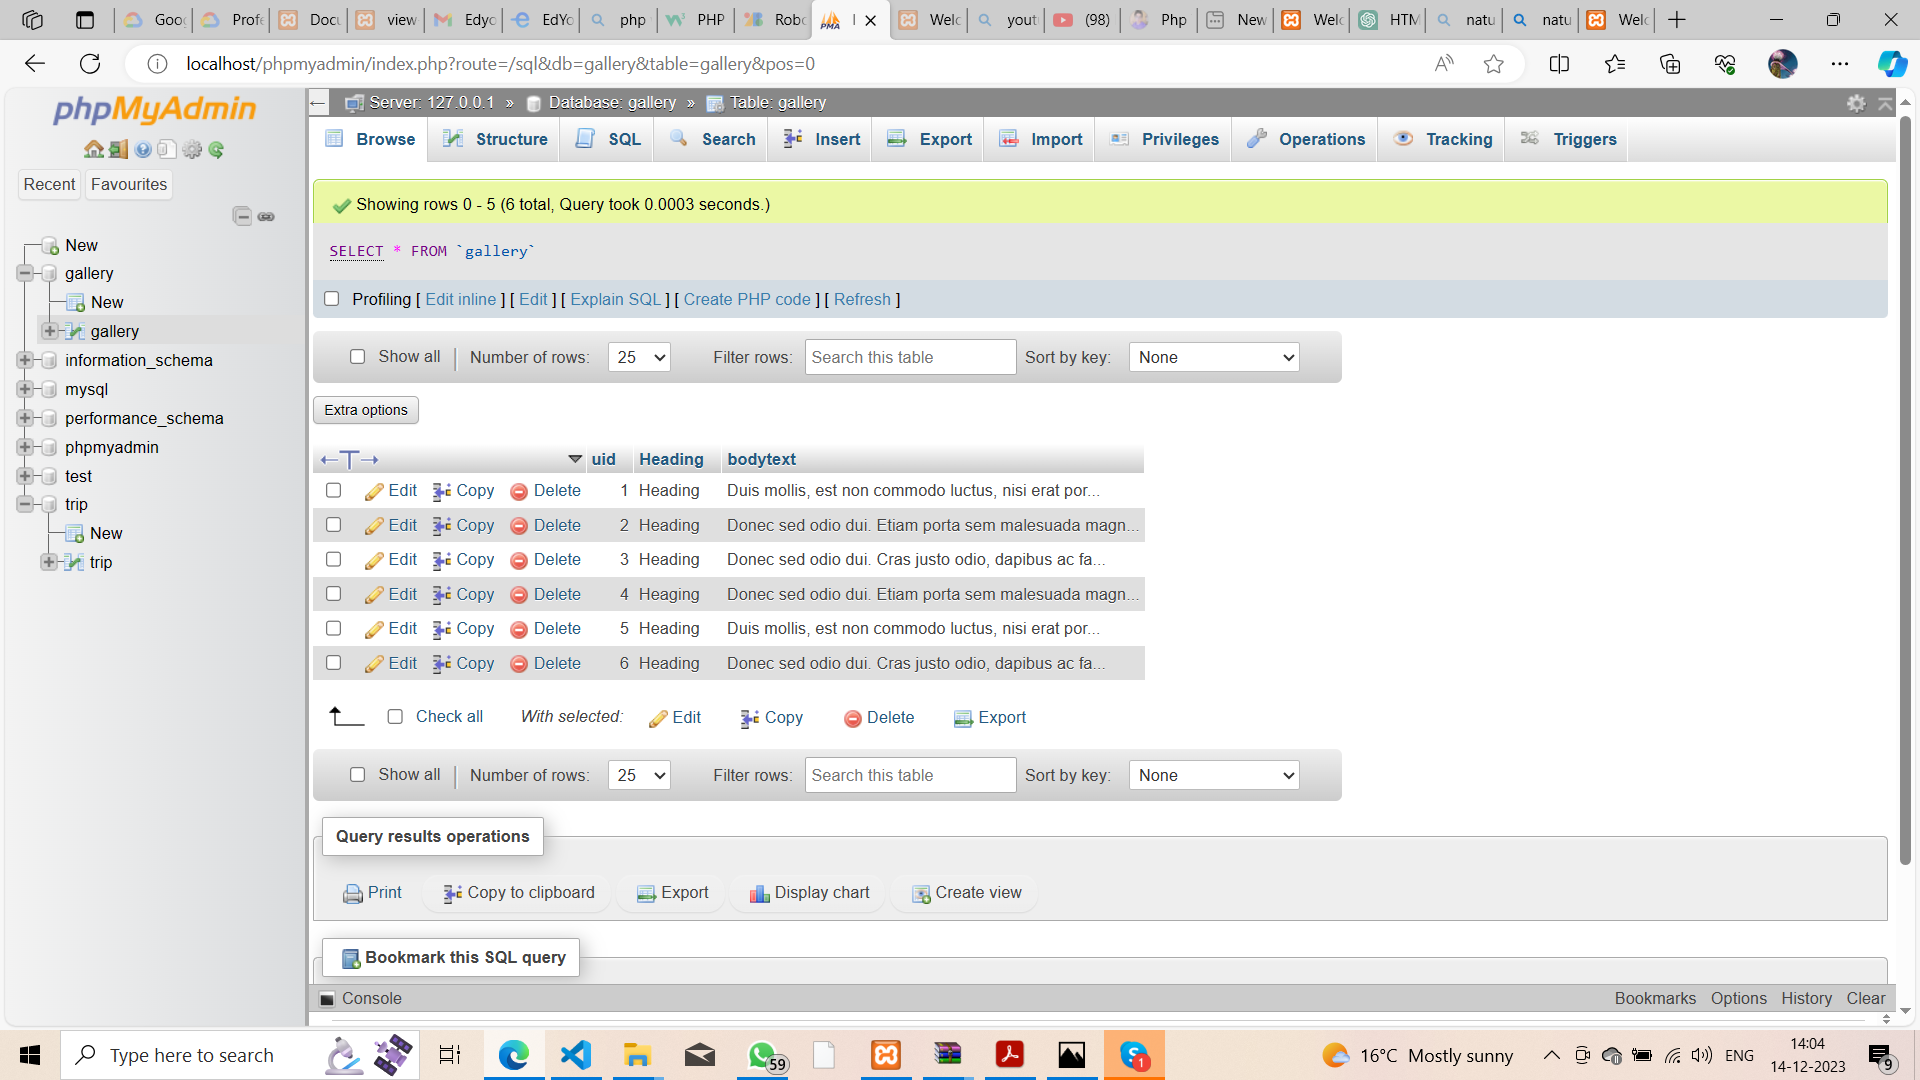 Goo
Profe
Docu
view
Edyo
EdYo
php
PHP
Robo
Welc
yout
(98)
Php
New
Welc
HTM
natu
natu
Welc
localhost/phpmyadmin/index.php?route=/sql&db=gallery&table=gallery&pos=0
phpMyAdmin
Recent Favourites
New
gallery
New
gallery
information_schema
mysql
performance_schema
phpmyadmin
test
trip
New
trip
Server: 127.0.0.1 » Database: gallery » Table: gallery
Browse Structure SQL Search Insert Export Import Privileges Operations Tracking Triggers
Showing rows 0 - 5 (6 total, Query took 0.0003 seconds.)
SELECT * FROM `gallery`
Profiling [ Edit inline ] [ Edit ] [ Explain SQL ] [ Create PHP code ] [ Refresh ]
Show all | Number of rows: 25 Filter rows: Search this table Sort by key: None
Extra options
←T→ uid Heading bodytext
Edit Copy Delete 1 Heading Duis mollis, est non commodo luctus, nisi erat por...
Edit Copy Delete 2 Heading Donec sed odio dui. Etiam porta sem malesuada magn...
Edit Copy Delete 3 Heading Donec sed odio dui. Cras justo odio, dapibus ac fa...
Edit Copy Delete 4 Heaging Donec sed odio dui. Etiam porta sem malesuada magn...
Edit Copy Delete 5 Heading Duis mollis, est non commodo luctus, nisi erat por...
Edit Copy Delete 6 Heading Donec sed odio dui. Cras justo odio, dapibus ac fa...
Check all With selected: Edit Copy Delete Export
Show all | Number of rows: 25 Filter rows: Search this table Sort by key: None
Query results operations
Print Copy to clipboard Export Display chart Create view
Bookmark this SQL query
Console Bookmarks Options History Clear
Type here to search
59
1
16°C Mostly sunny
ENG
14:04
14-12-2023
9